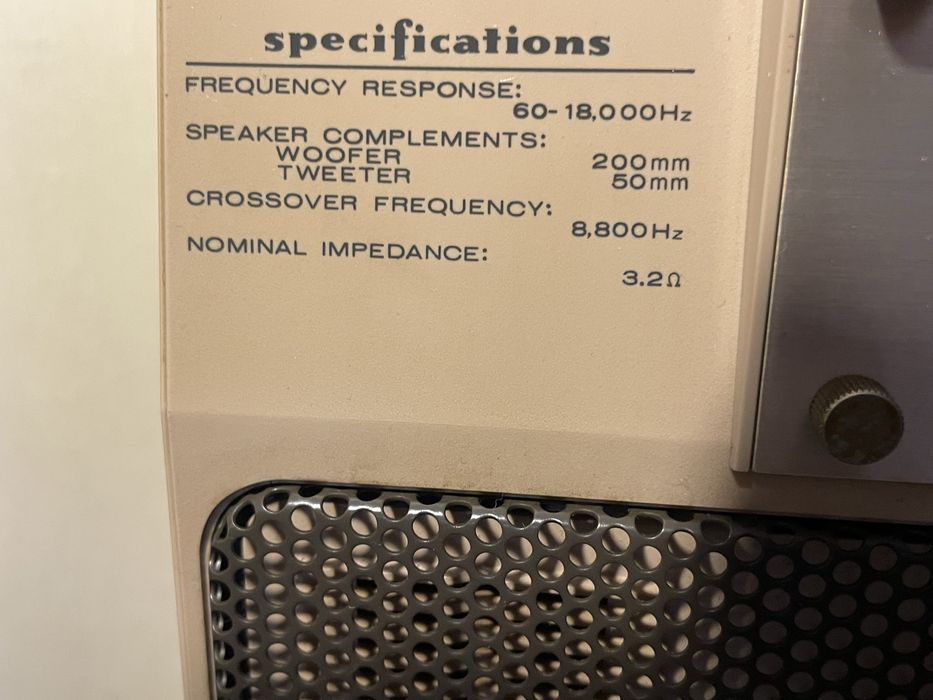 specifications
FREQUENCY RESPONSE:
60-18,000Hz
SPEAKER COMPLEMENTS:
WOOFER 200mm
TWEETER 50mm
CROSSOVER FREQUENCY:
8,800Hz
NOMINAL IMPEDANCE:
3.2Ω